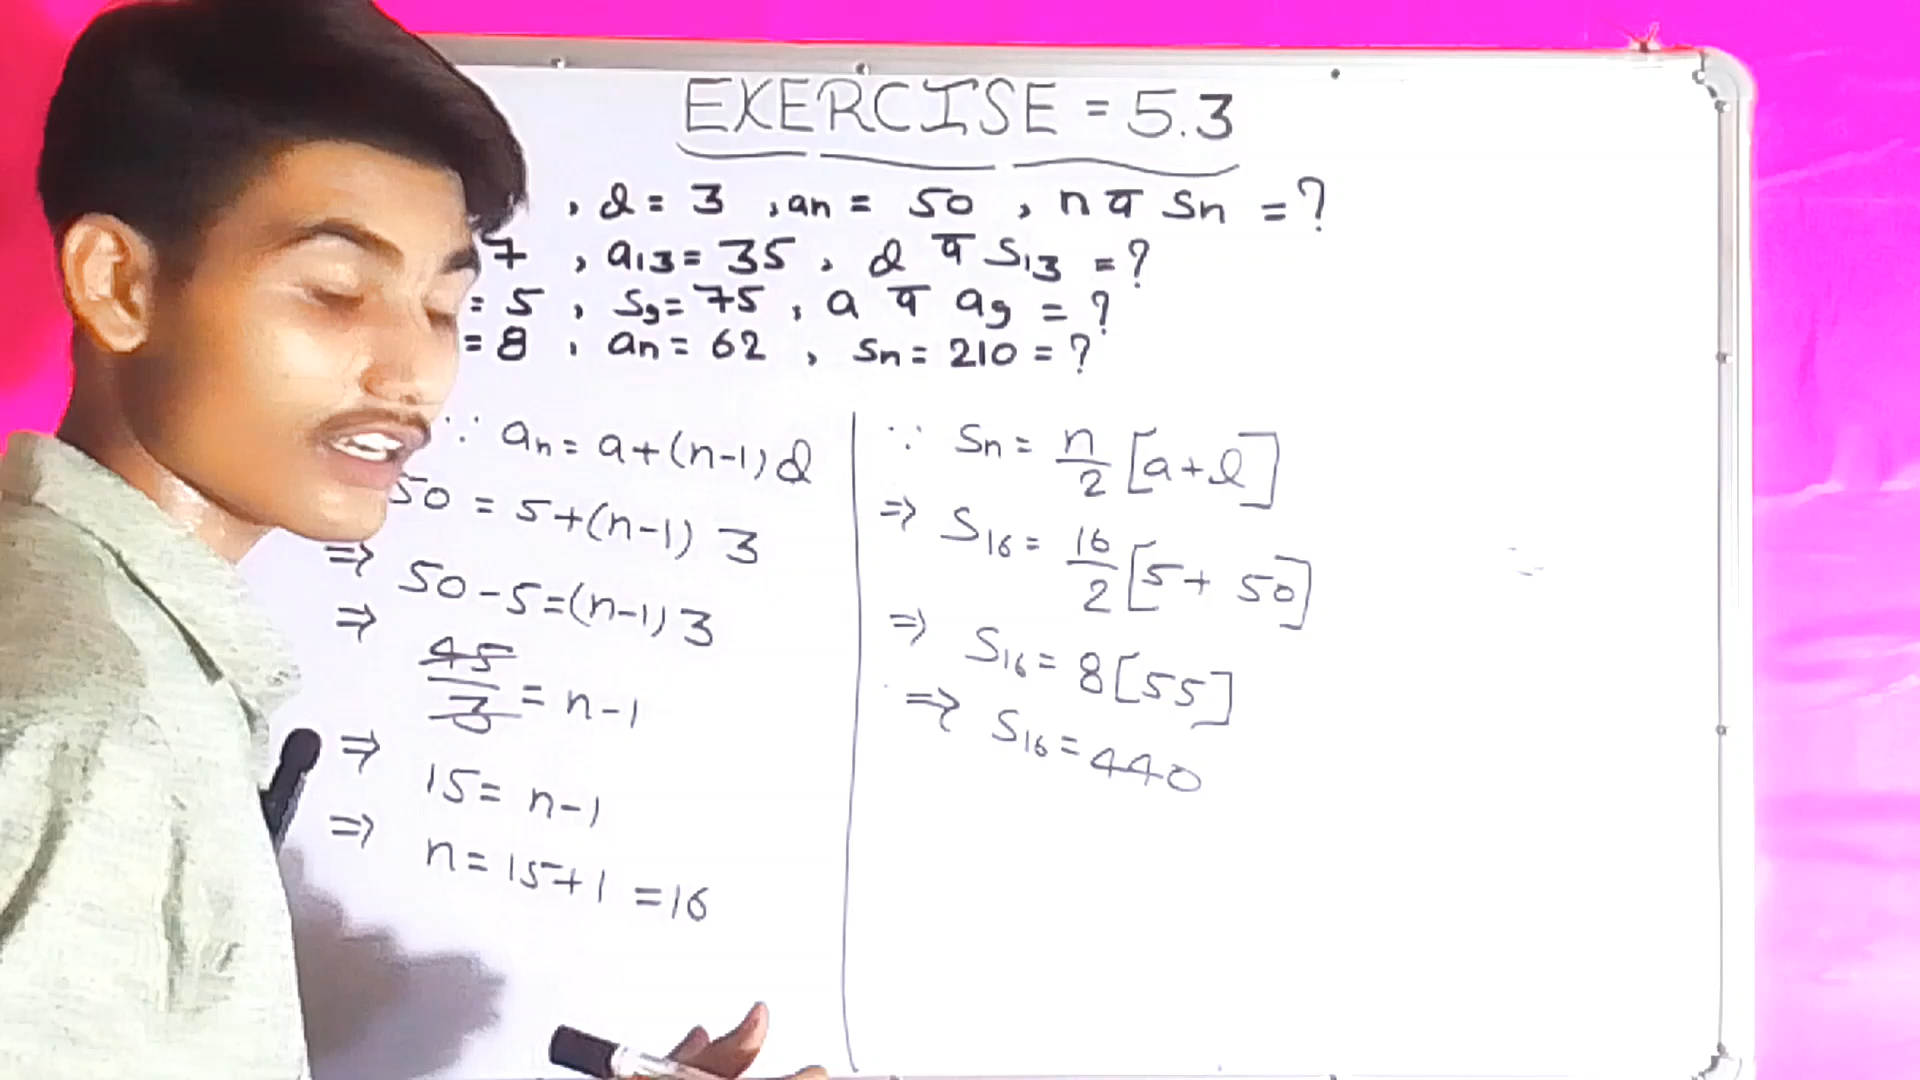 EXERCISE = 5.3
, d = 3 , an = 50 , n व Sn = ?
7 , a13 = 35 , d व S13 = ?
= 5 , S9 = 75 , a व a9 = ?
= 8 , an = 62 , Sn = 210 = ?
∵ an = a+(n-1)d
50 = 5+(n-1) 3
⇒ 50-5=(n-1)3
⇒ 45/3 = n-1
⇒ 15 = n-1
⇒ n = 15+1 = 16
∵ Sn = n/2 [a+l]
⇒ S16 = 16/2 [5+ 50]
⇒ S16 = 8[55]
⇒ S16 = 440